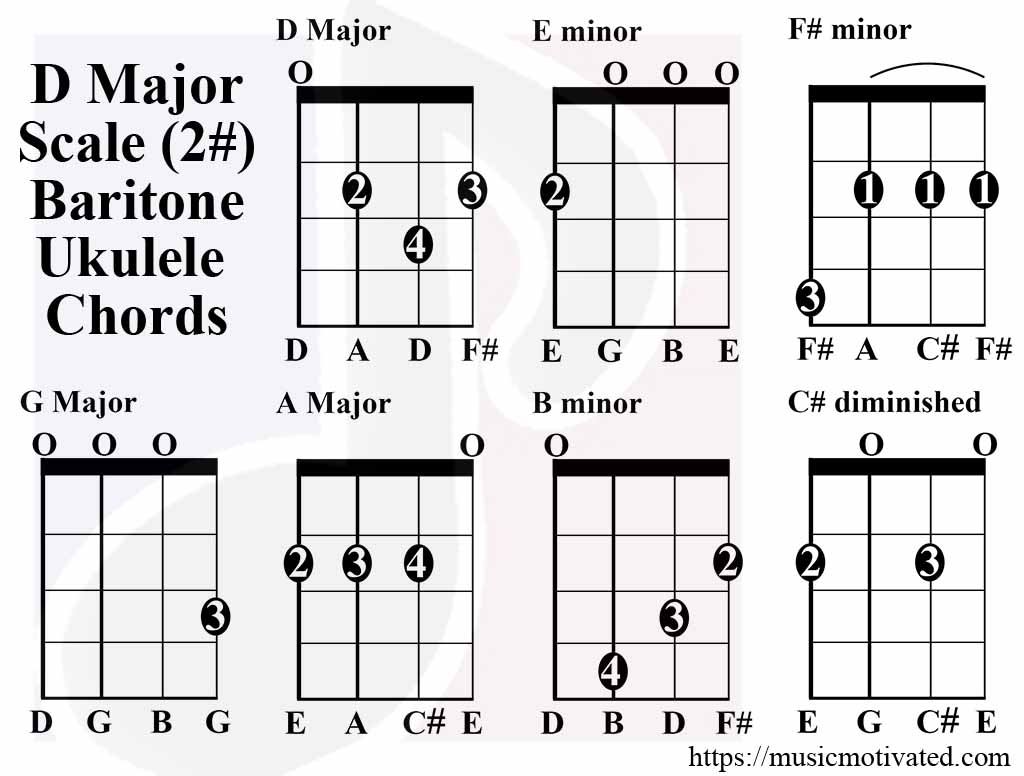 D Major
Scale (2#)
Baritone
Ukulele
Chords
D Major
O
2 3
4
D A D F#
E minor
O O O
2
E G B E
F# minor
1 1 1
3
F# A C# F#
G Major
O O O
3
D G B G
A Major
O
2 3 4
E A C# E
B minor
O
2
3
4
D B D F#
C# diminished
O O
2 3
E G C# E
https://musicmotivated.com